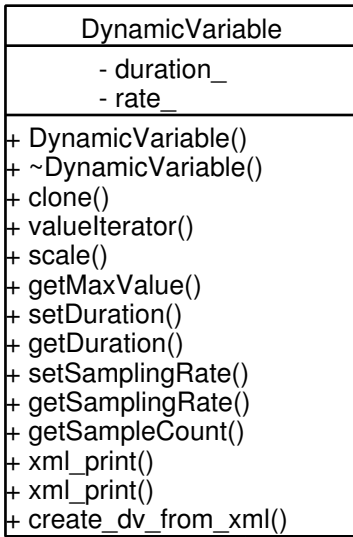 DynamicVariable
- duration_
- rate_
+ DynamicVariable()
+ ~DynamicVariable()
+ clone()
+ valueIterator()
+ scale()
+ getMaxValue()
+ setDuration()
+ getDuration()
+ setSamplingRate()
+ getSamplingRate()
+ getSampleCount()
+ xml_print()
+ xml_print()
+ create_dv_from_xml()